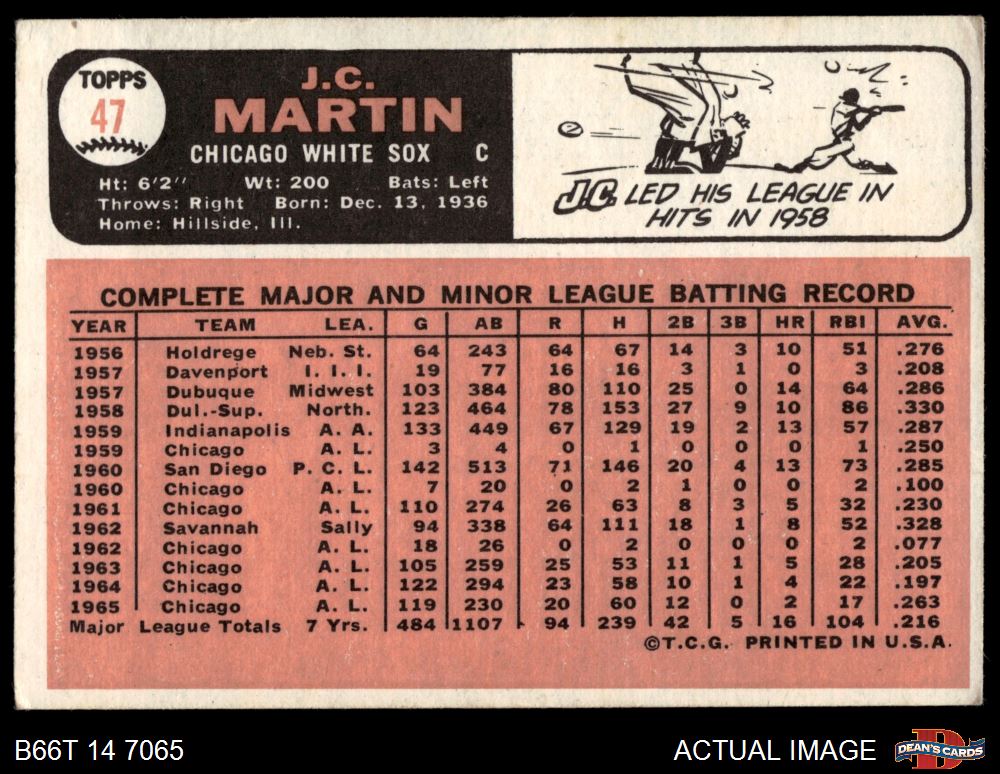 TOPPS
47
J.C.
MARTIN
CHICAGO WHITE SOX C
Ht: 6'2" Wt: 200 Bats: Left
Throws: Right Born: Dec. 13, 1936
Home: Hillside, Ill.
2
J.C. LED HIS LEAGUE IN
HITS IN 1958
COMPLETE MAJOR AND MINOR LEAGUE BATTING RECORD
YEAR TEAM LEA. G AB R H 2B 3B HR RBI AVG.
1956 Holdrege Neb. St. 64 243 64 67 14 3 10 51 .276
1957 Davenport I. I. I. 19 77 16 16 3 1 0 3 .208
1957 Dubuque Midwest 103 384 80 110 25 0 14 64 .286
1958 Dul.-Sup. North. 123 464 78 153 27 9 10 86 .330
1959 Indianapolis A. A. 133 449 67 129 19 2 13 57 .287
1959 Chicago A. L. 3 4 0 1 0 0 0 1 .250
1960 San Diego P. C. L. 142 513 71 146 20 4 13 73 .285
1960 Chicago A. L. 7 20 0 2 1 0 0 2 .100
1961 Chicago A. L. 110 274 26 63 8 3 5 32 .230
1962 Savannah Sally 94 338 64 111 18 1 8 52 .328
1962 Chicago A. L. 18 26 0 2 0 0 0 2 .077
1963 Chicago A. L. 105 259 25 53 11 1 5 28 .205
1964 Chicago A. L. 122 294 23 58 10 1 4 22 .197
1965 Chicago A. L. 119 230 20 60 12 0 2 17 .263
Major League Totals 7 Yrs. 484 1107 94 239 42 5 16 104 .216
©T.C.G. PRINTED IN U.S.A.
B66T 14 7065 ACTUAL IMAGE DEAN'S CARDS